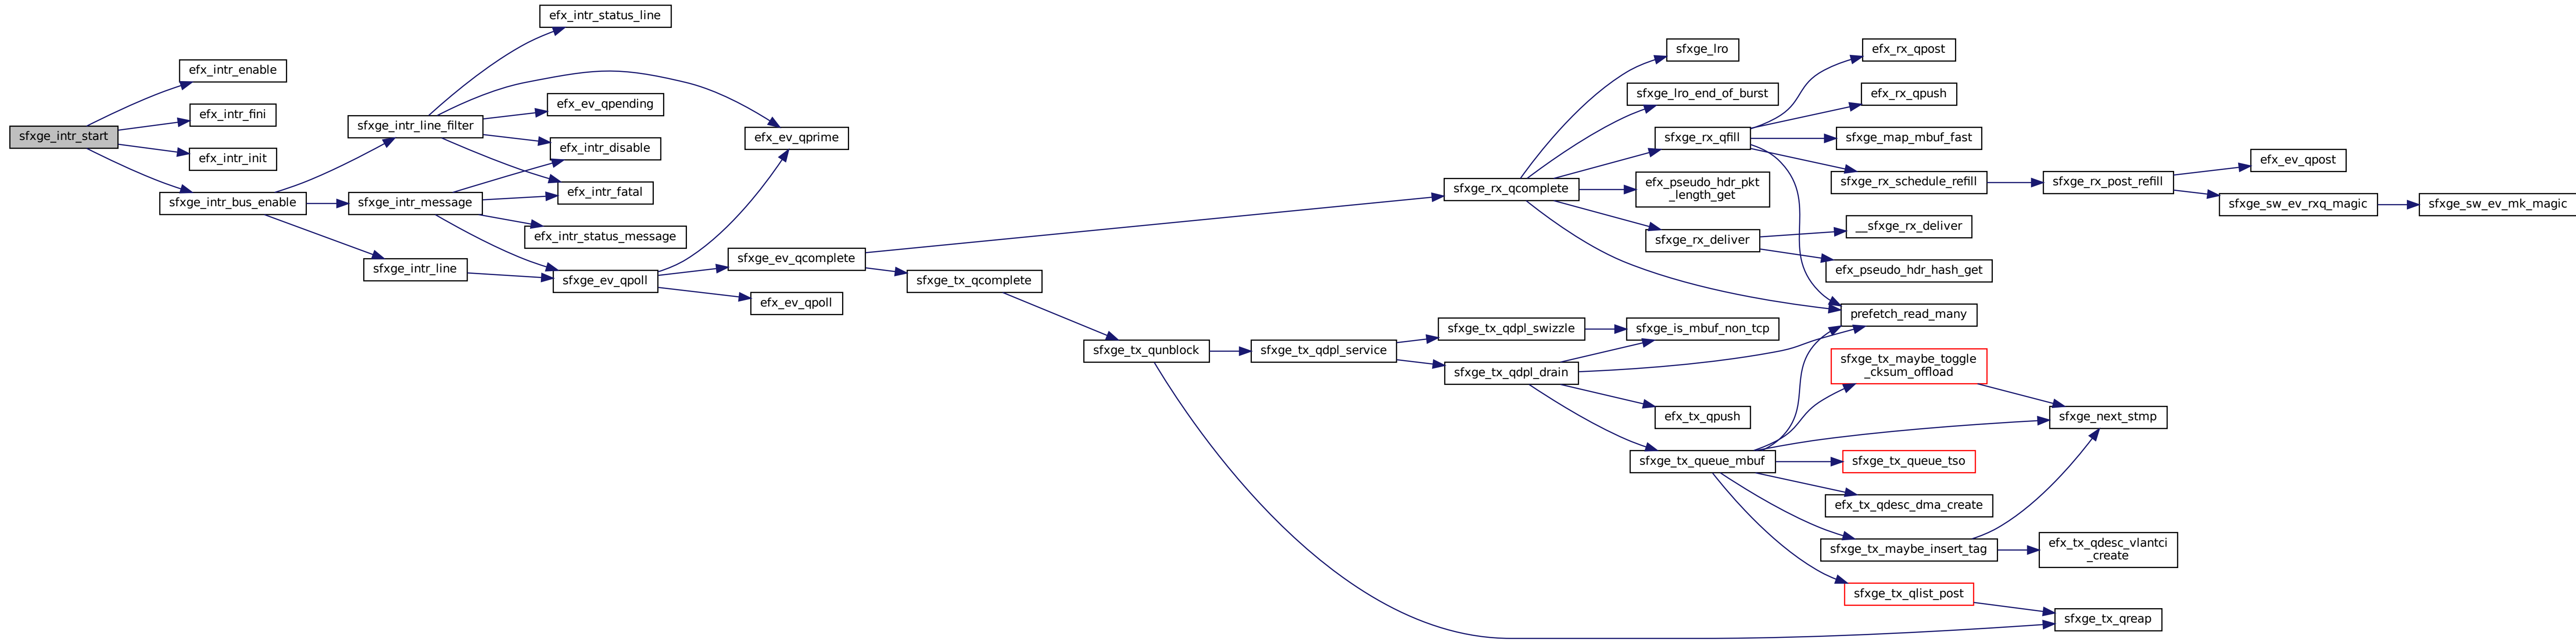 sfxge_intr_start
efx_intr_enable
efx_intr_fini
efx_intr_init
sfxge_intr_bus_enable
sfxge_intr_line_filter
sfxge_intr_message
sfxge_intr_line
efx_intr_status_line
efx_ev_qpending
efx_intr_disable
efx_intr_fatal
efx_intr_status_message
sfxge_ev_qpoll
efx_ev_qprime
sfxge_ev_qcomplete
efx_ev_qpoll
sfxge_tx_qcomplete
sfxge_tx_qunblock
sfxge_tx_qdpl_service
sfxge_rx_qcomplete
sfxge_tx_qdpl_swizzle
sfxge_tx_qdpl_drain
sfxge_lro
sfxge_lro_end_of_burst
sfxge_rx_qfill
efx_pseudo_hdr_pkt
_length_get
sfxge_rx_deliver
sfxge_is_mbuf_non_tcp
efx_tx_qpush
sfxge_tx_queue_mbuf
efx_rx_qpost
efx_rx_qpush
sfxge_map_mbuf_fast
sfxge_rx_schedule_refill
__sfxge_rx_deliver
efx_pseudo_hdr_hash_get
prefetch_read_many
sfxge_tx_maybe_toggle
_cksum_offload
sfxge_tx_queue_tso
efx_tx_qdesc_dma_create
sfxge_tx_maybe_insert_tag
sfxge_tx_qlist_post
sfxge_rx_post_refill
sfxge_next_stmp
efx_tx_qdesc_vlantci
_create
sfxge_tx_qreap
efx_ev_qpost
sfxge_sw_ev_rxq_magic
sfxge_sw_ev_mk_magic